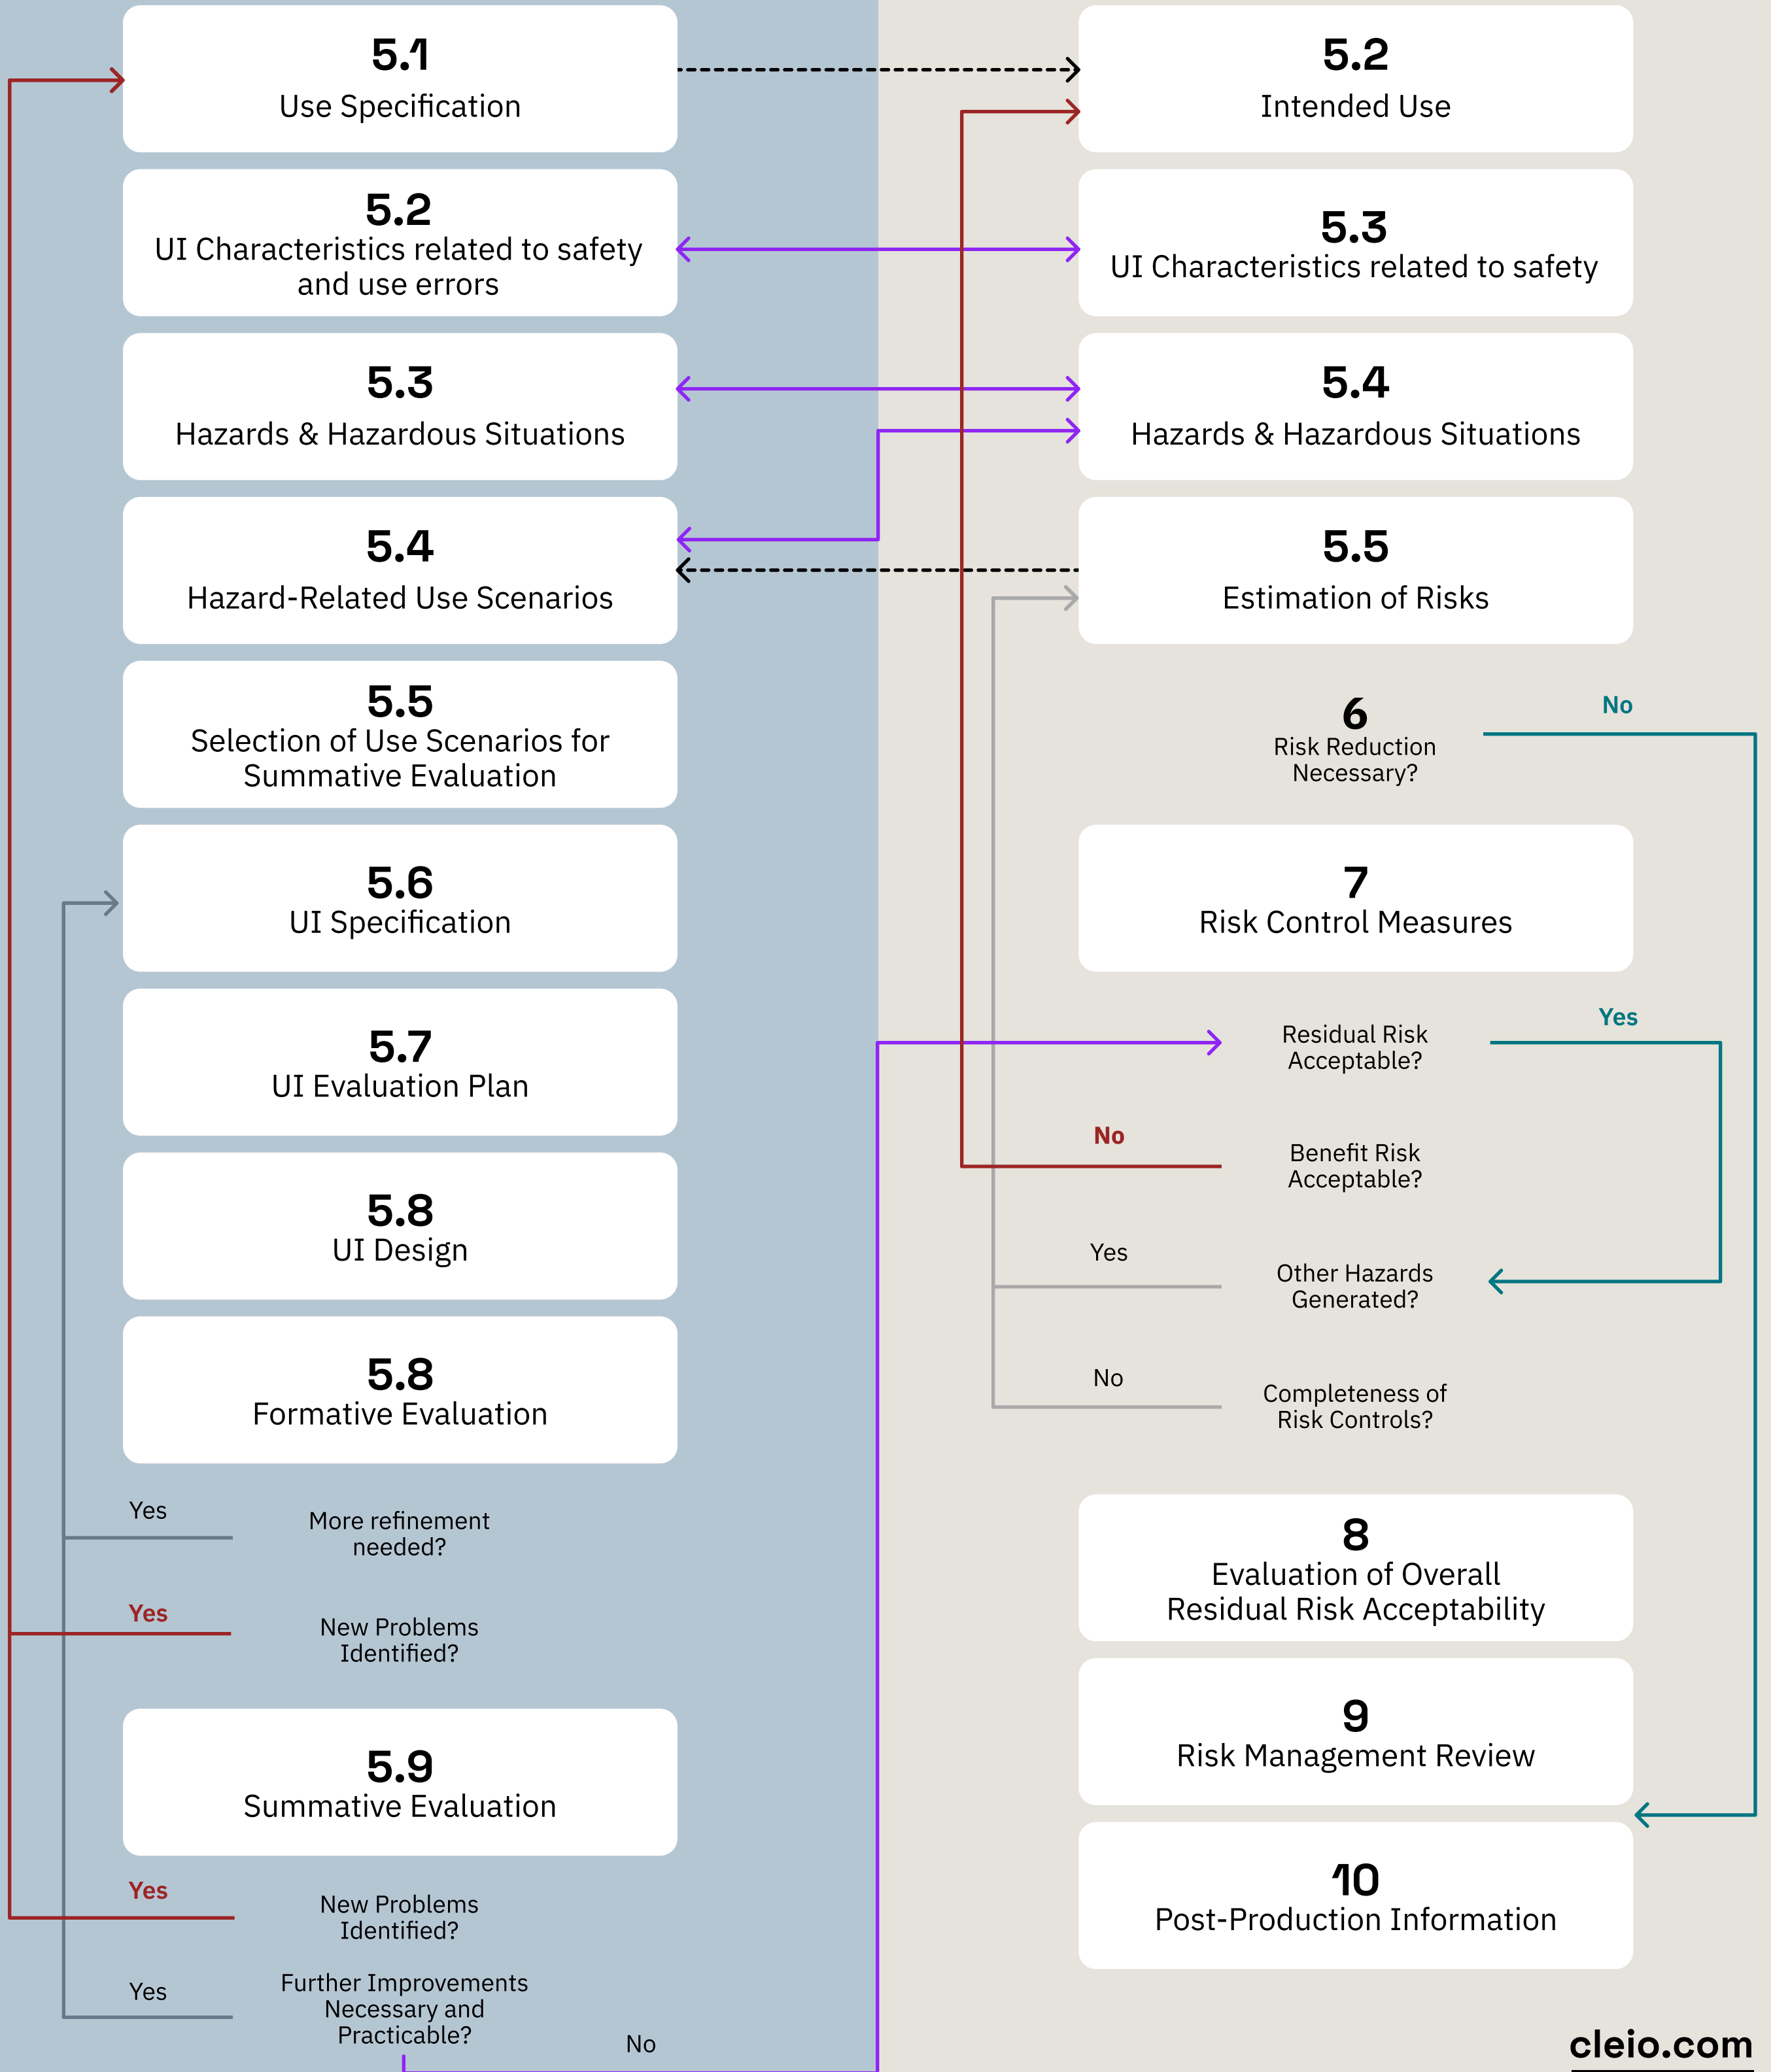 5.1
Use Specification
5.2
UI Characteristics related to safety
and use errors
5.3
Hazards & Hazardous Situations
5.4
Hazard-Related Use Scenarios
5.5
Selection of Use Scenarios for
Summative Evaluation
5.6
UI Specification
5.7
UI Evaluation Plan
5.8
UI Design
5.8
Formative Evaluation
Yes
More refinement
needed?
Yes
New Problems
Identified?
5.9
Summative Evaluation
Yes
New Problems
Identified?
Yes
Further Improvements
Necessary and
Practicable?
No
5.2
Intended Use
5.3
UI Characteristics related to safety
5.4
Hazards & Hazardous Situations
5.5
Estimation of Risks
6
Risk Reduction
Necessary?
No
7
Risk Control Measures
Residual Risk
Acceptable?
Yes
No
Benefit Risk
Acceptable?
Yes
Other Hazards
Generated?
No
Completeness of
Risk Controls?
8
Evaluation of Overall
Residual Risk Acceptability
9
Risk Management Review
10
Post-Production Information
cleio.com